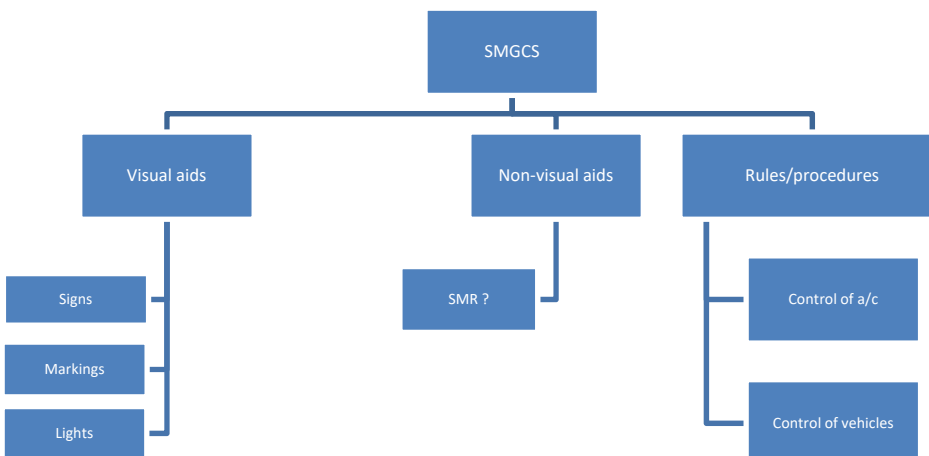 SMGCS
Visual aids
Non-visual aids
Rules/procedures
Signs
Markings
Lights
SMR ?
Control of a/c
Control of vehicles